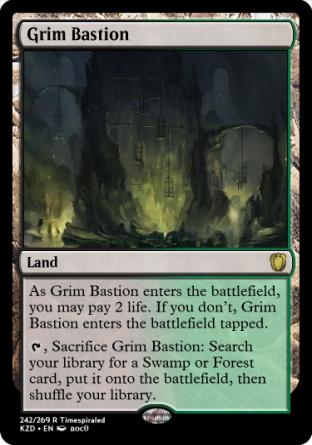 Grim Bastion
Land
As Grim Bastion enters the battlefield,
you may pay 2 life. If you don't, Grim
Bastion enters the battlefield tapped.
, Sacrifice Grim Bastion: Search
your library for a Swamp or Forest
card, put it onto the battlefield, then
shuffle your library.
242/269 R Timespiraled
KZD • EN 80C0